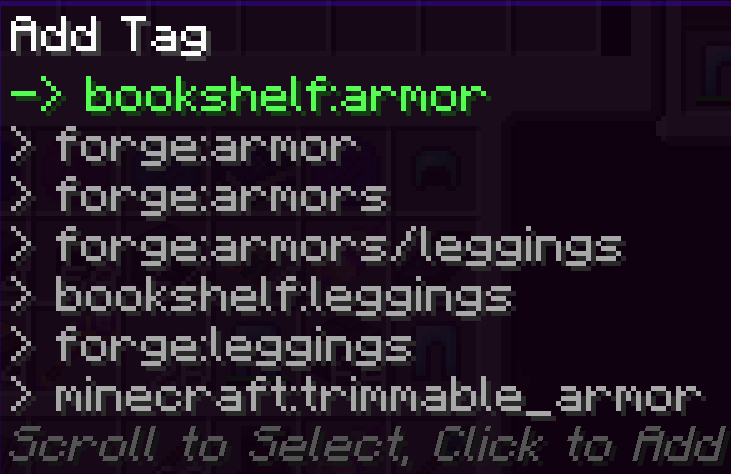 Add Tag
-> bookshelf:armor
> forge:armor
> forge:armors
> forge:armors/leggings
> bookshelf:leggings
> forge:leggings
> minecraft:trimmable_armor
Scroll to Select, Click to Add